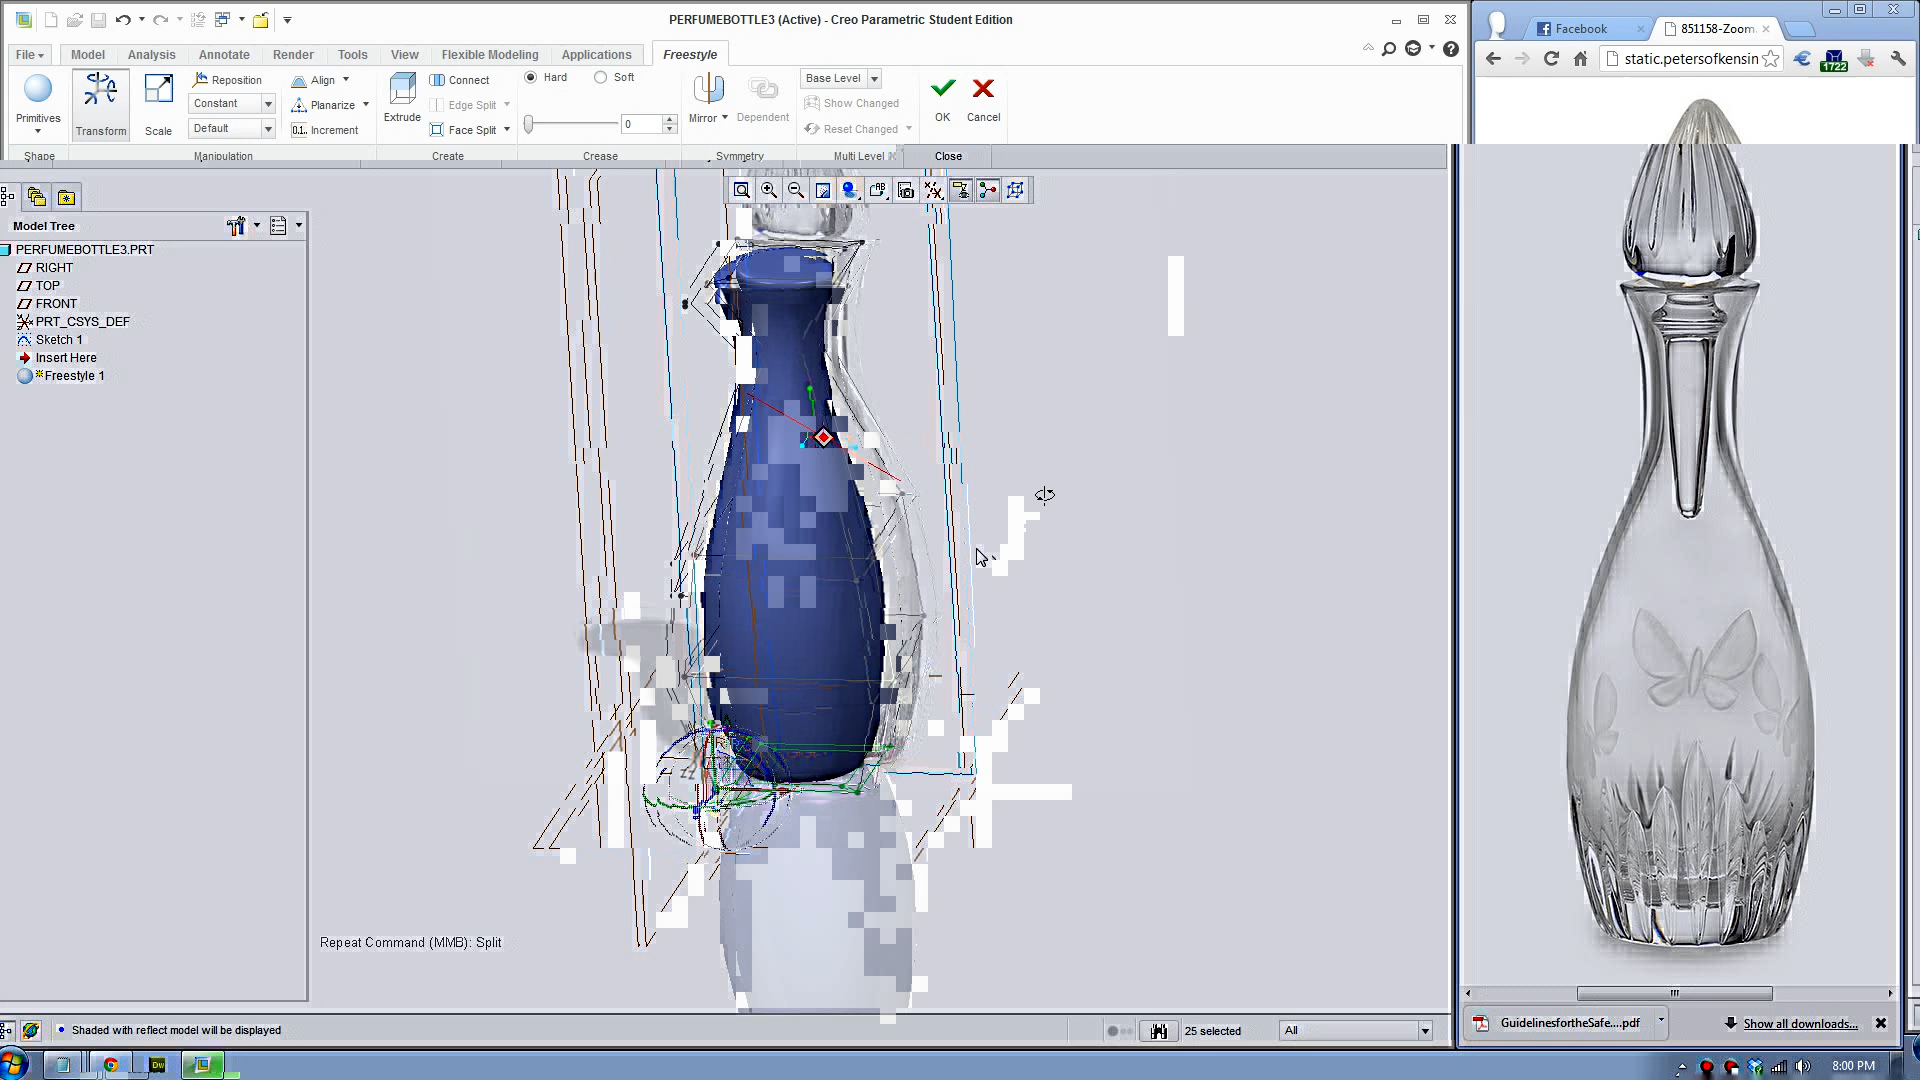 PERFUMEBOTTLE3 (Active) - Creo Parametric Student Edition
File Model Analysis Annotate Render Tools View Flexible Modeling Applications Freestyle
Primitives
Transform
Scale
Reposition
Constant
Default
Align
Planarize
0.1. Increment
Extrude
Connect
Edge Split
Face Split
Hard Soft
0
Mirror
Dependent
Base Level
Show Changed
Reset Changed
OK
Cancel
Shape Manipulation Create Crease Symmetry Multi Level Close
Model Tree
PERFUMEBOTTLE3.PRT
RIGHT
TOP
FRONT
PRT_CSYS_DEF
Sketch 1
Insert Here
Freestyle 1
Repeat Command (MMB): Split
Shaded with reflect model will be displayed
25 selected
All
Facebook
851158-Zoom.
static.petersofkensin
1722
GuidelinesfortheSafe....pdf
Show all downloads...
Dw
8:00 PM